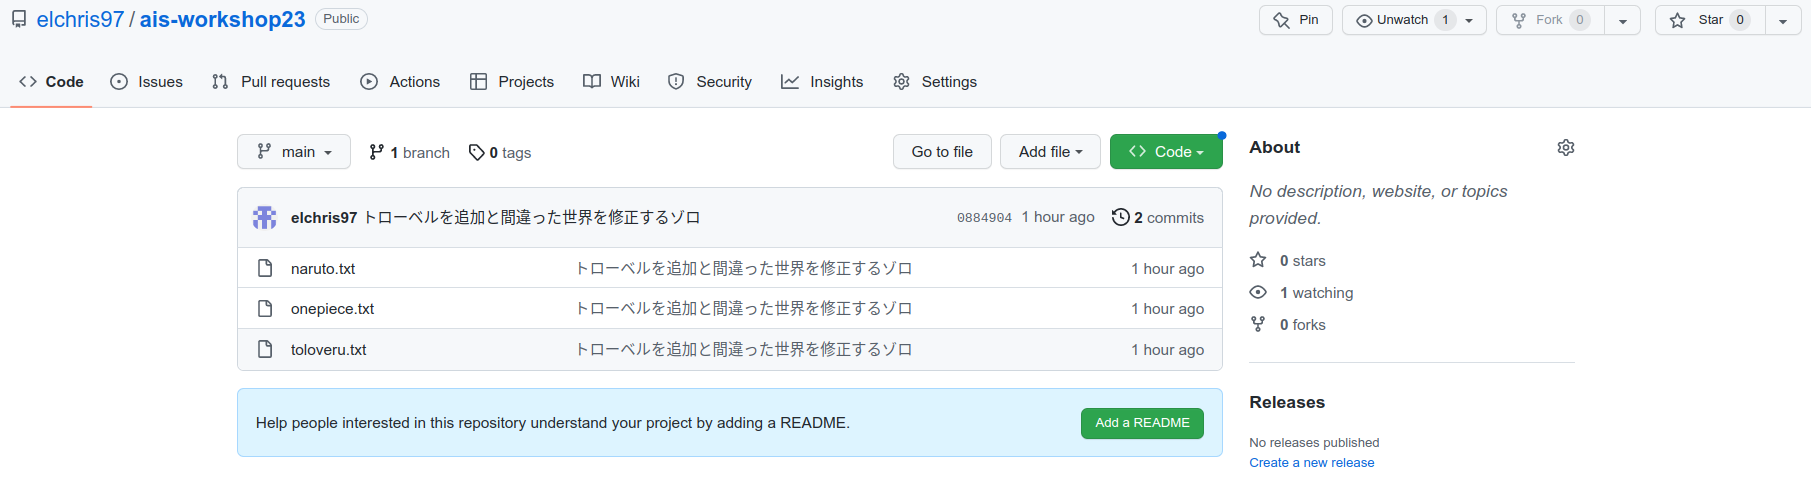 elchris97 / ais-workshop23 Public Pin Unwatch 1 Fork 0 Star 0
Code Issues Pull requests Actions Projects Wiki Security Insights Settings
main 1 branch 0 tags Go to file Add file Code
elchris97 トローベルを追加と間違った世界を修正するゾロ 0884904 1 hour ago 2 commits
naruto.txt トローベルを追加と間違った世界を修正するゾロ 1 hour ago
onepiece.txt トローベルを追加と間違った世界を修正するゾロ 1 hour ago
toloveru.txt トローベルを追加と間違った世界を修正するゾロ 1 hour ago
Help people interested in this repository understand your project by adding a README. Add a README
About
No description, website, or topics
provided.
0 stars
1 watching
0 forks
Releases
No releases published
Create a new release